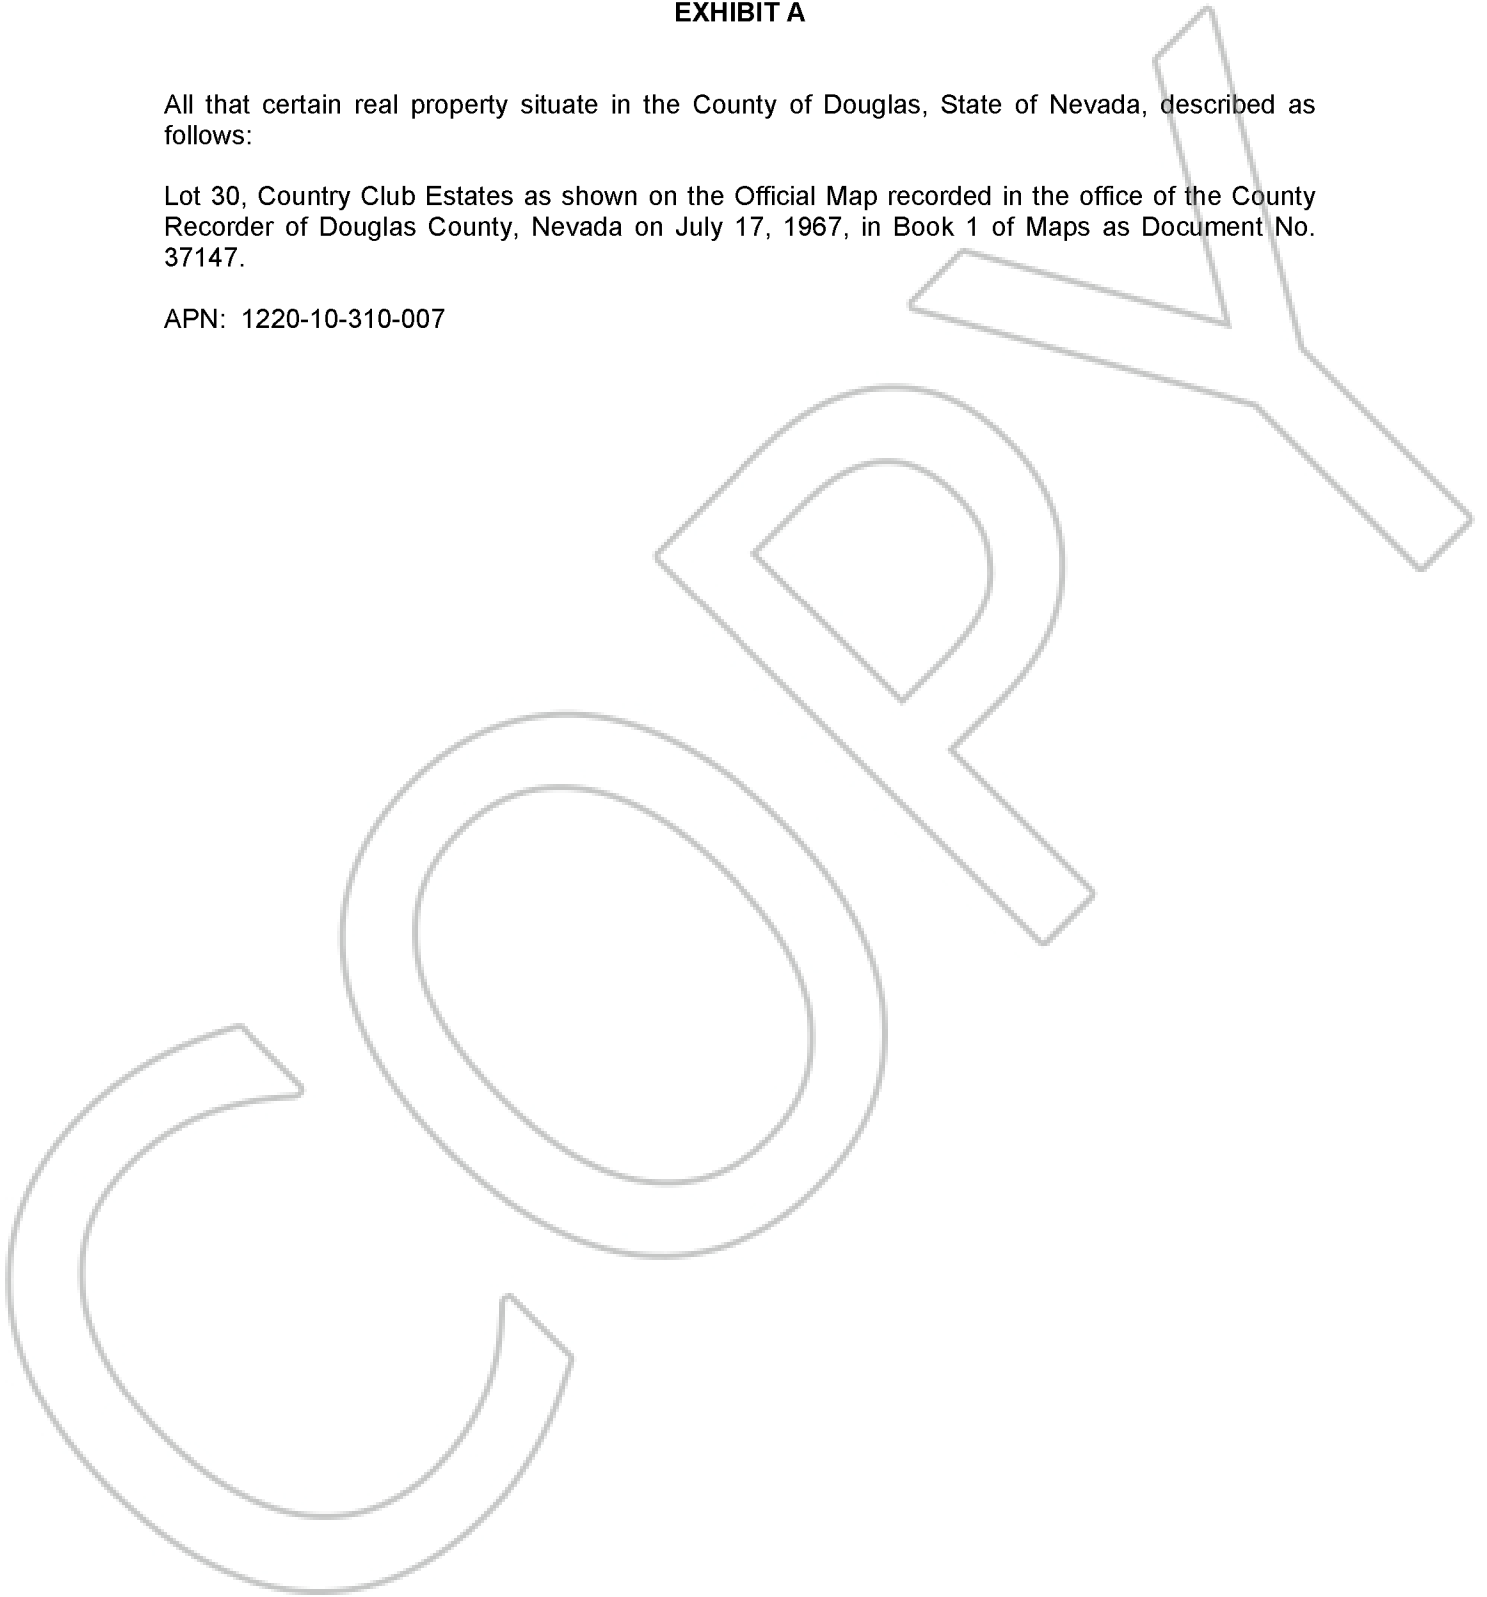 EXHIBIT A
All that certain real property situate in the County of Douglas, State of Nevada, described as
follows:
Lot 30, Country Club Estates as shown on the Official Map recorded in the office of the County
Recorder of Douglas County, Nevada on July 17, 1967, in Book 1 of Maps as Document No.
37147.
APN:  1220-10-310-007
COPY